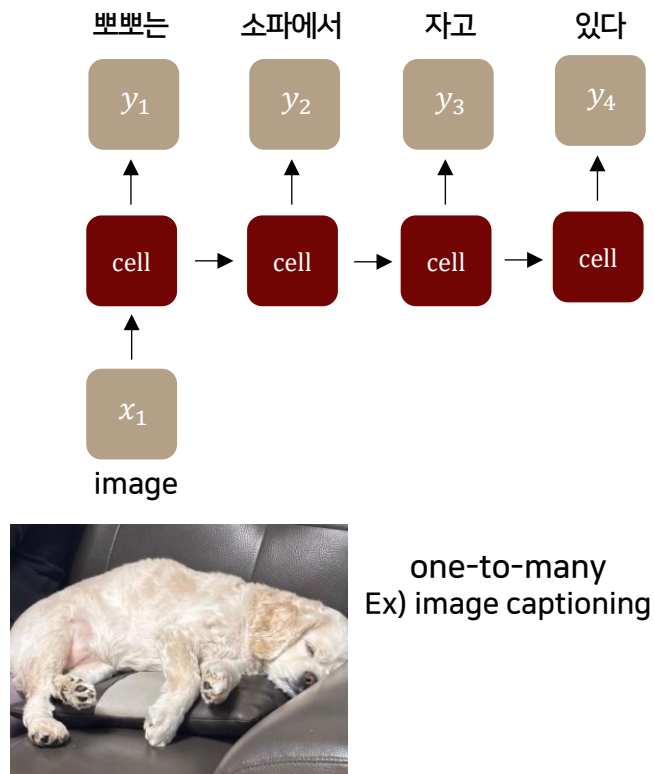 뽀뽀는 소파에서 자고 있다
y₁ y₂ y₃ y₄
cell cell cell cell
x₁
image
one-to-many
Ex) image captioning